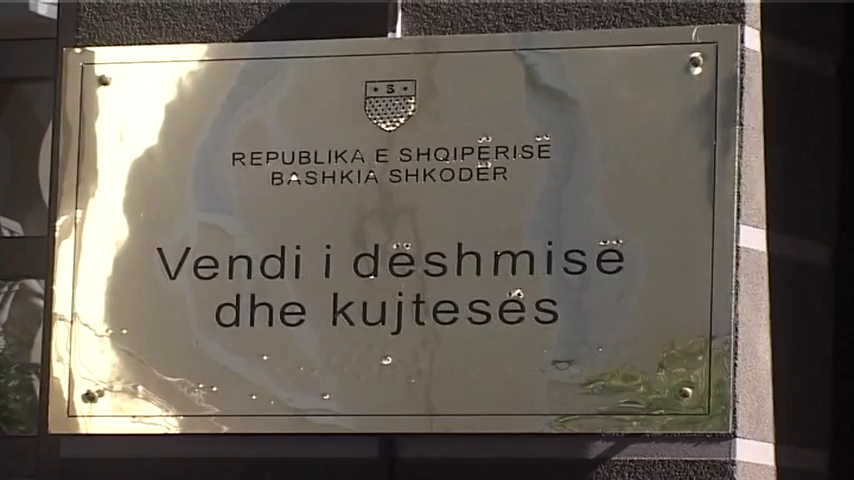 REPUBLIKA E SHQIPËRISË
BASHKIA SHKODËR
Vendi i dëshmisë
dhe kujtesës